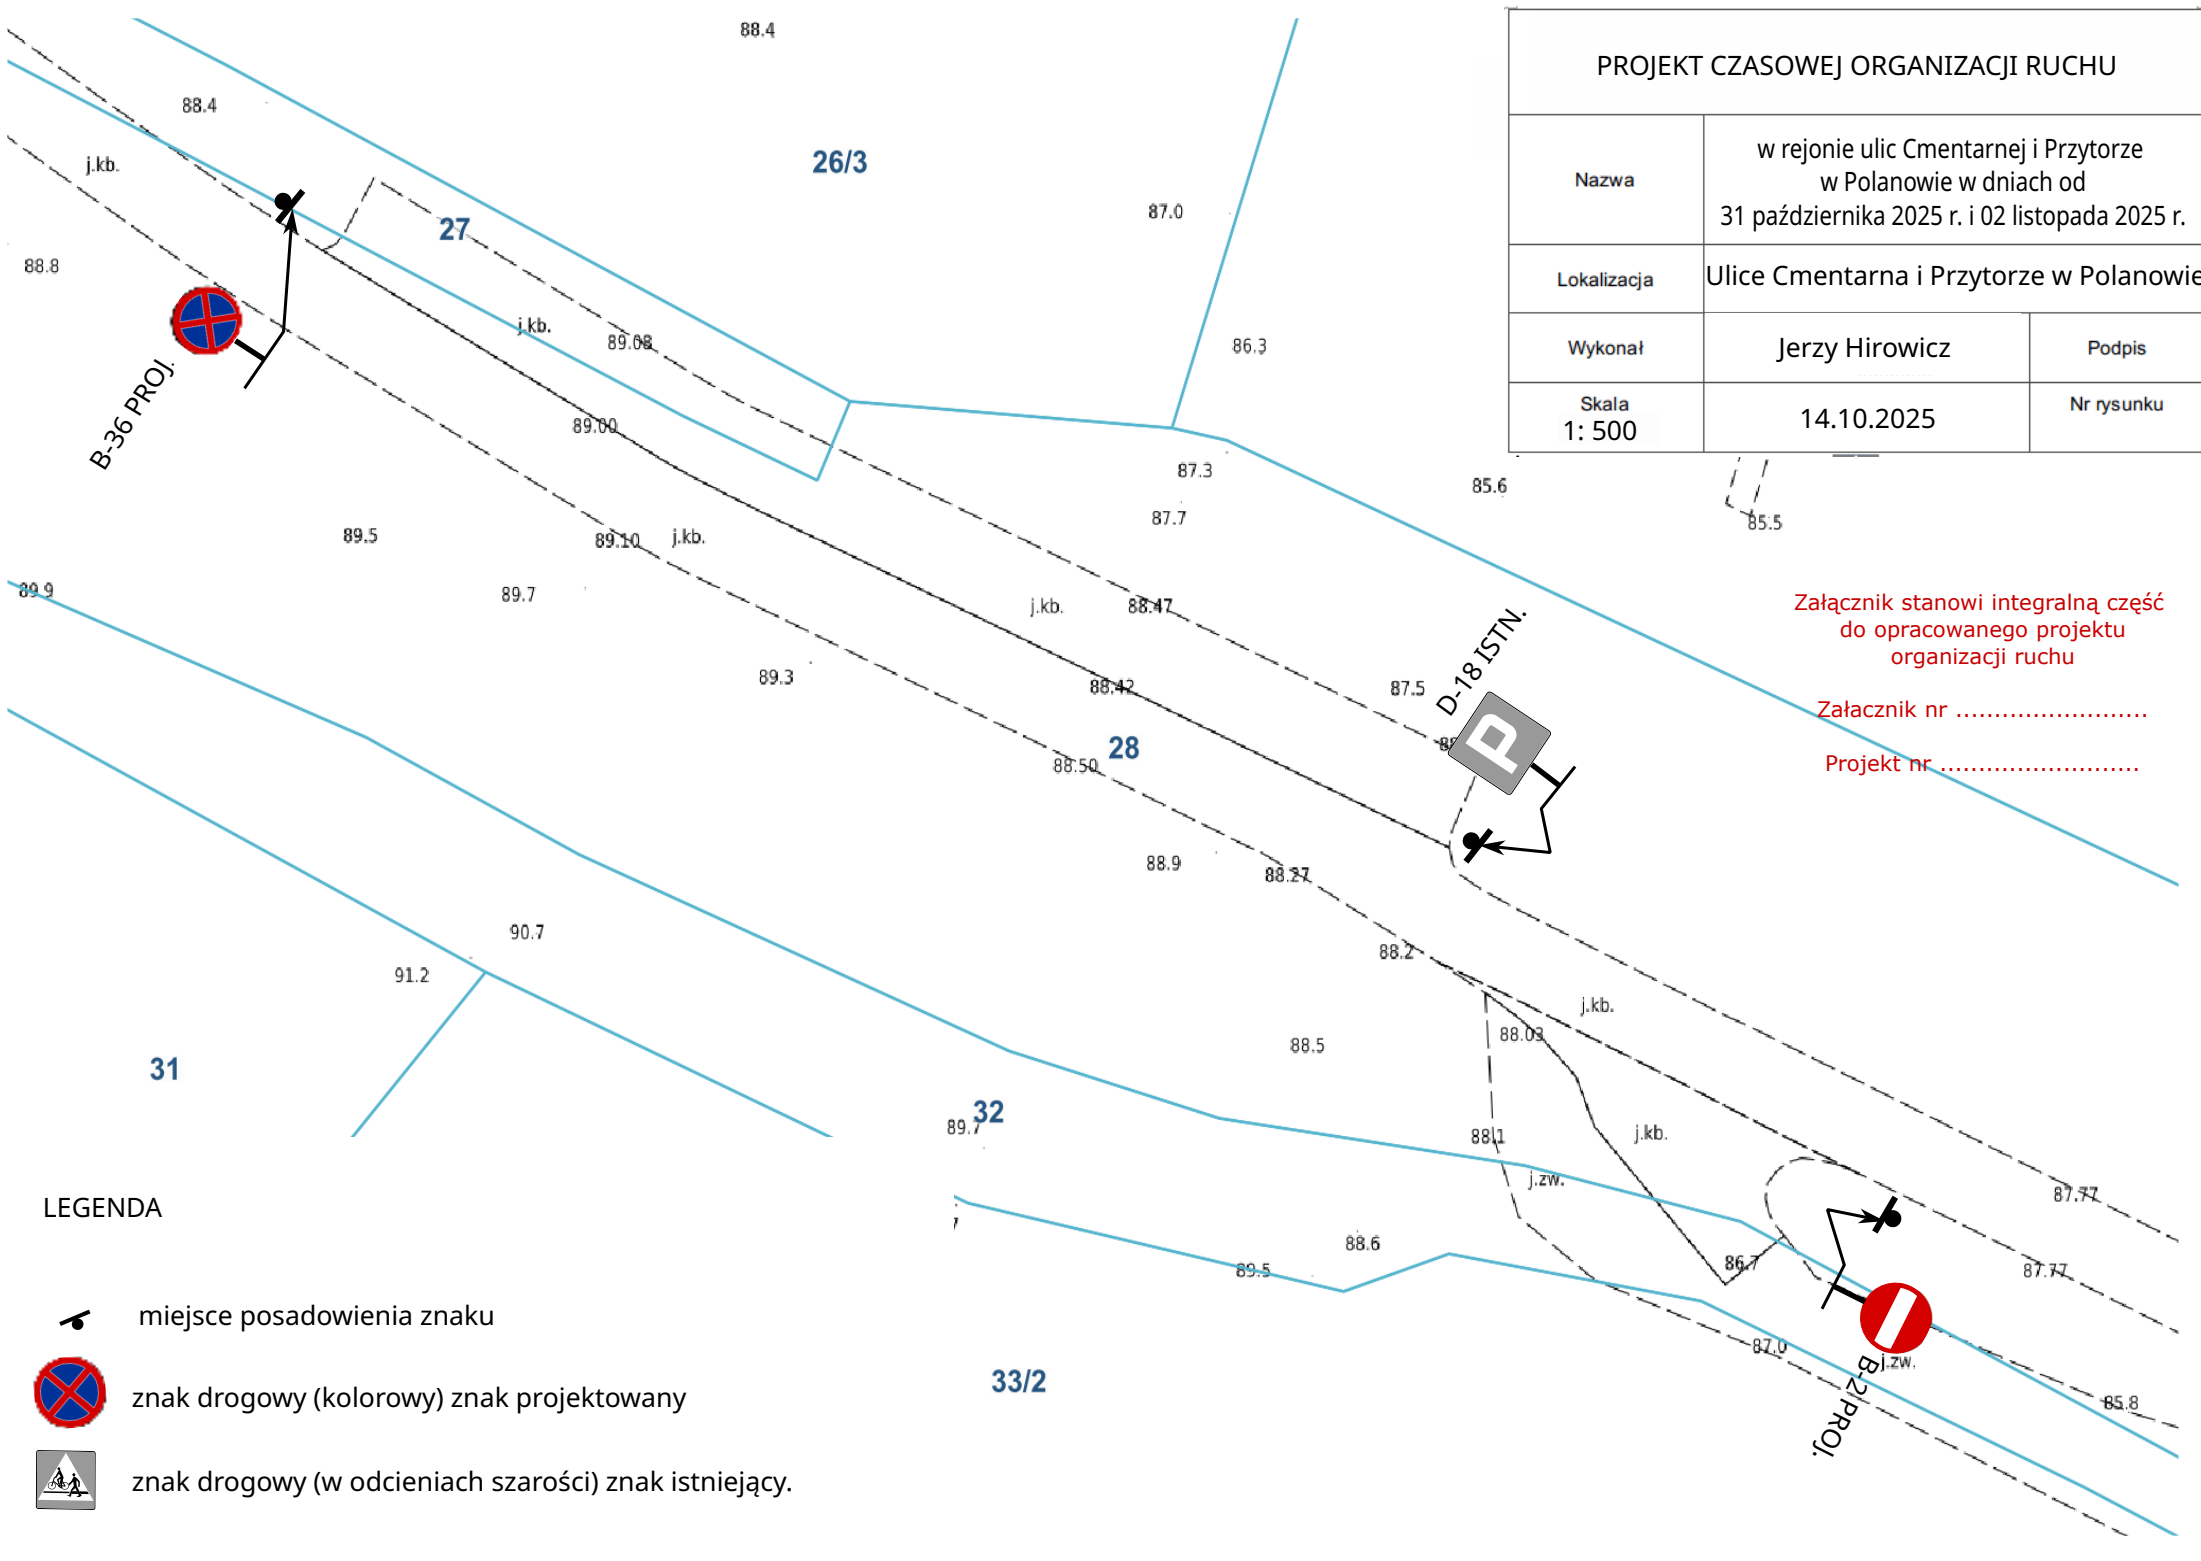 PROJEKT CZASOWEJ ORGANIZACJI RUCHU
Nazwa
w rejonie ulic Cmentarnej i Przytorze
w Polanowie w dniach od
31 października 2025 r. i 02 listopada 2025 r.
Lokalizacja
Ulice Cmentarna i Przytorze w Polanowie
Wykonał
Jerzy Hirowicz
Podpis
Skala
1: 500
14.10.2025
Nr rysunku
88.4
88.4
j.kb.
26/3
27
87.0
88.8
j.kb.
89.08
86.3
B-36 PROJ.
89.00
87.3
85.6
87.7
85.5
89.5
89.10
j.kb.
89.9
89.7
j.kb.
88.47
Załącznik stanowi integralną część
do opracowanego projektu
organizacji ruchu
Załacznik nr .........................
Projekt nr ..........................
D-18 ISTN.
P
89.3
88.42
87.5
28
88.50
88.9
88.27
90.7
88.2
91.2
j.kb.
88.03
88.5
31
32
89.7
88.1
j.kb.
j.zw.
87.77
88.6
86.7
89.5
87.77
87.0
j.zw.
B-2 PROJ.
33/2
85.8
LEGENDA
miejsce posadowienia znaku
znak drogowy (kolorowy) znak projektowany
znak drogowy (w odcieniach szarości) znak istniejący.